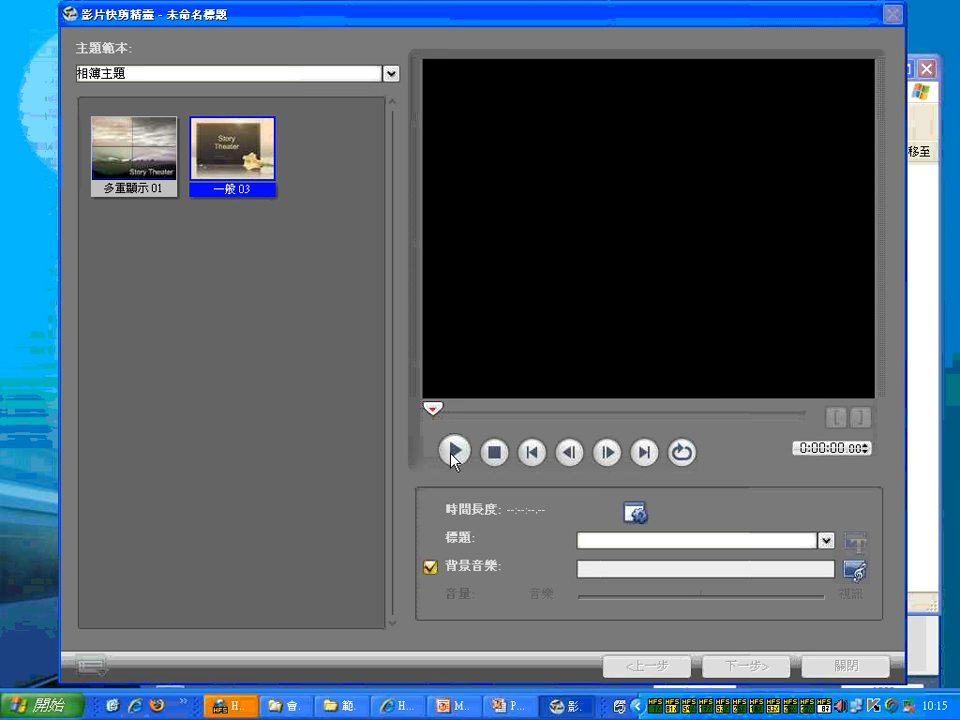 影片快剪精靈 - 未命名標題
主題範本:
相簿主題
移至
Story Theater
Story
Theater
多重顯示 01
一般 03
[ ]
0:00:00.00
時間長度: --:--:--.--
標題:
背景音樂:
音量: 音樂 視訊
<上一步 下一步> 關閉
開始 H... 會. 範. H... M... P... 影. 10:15